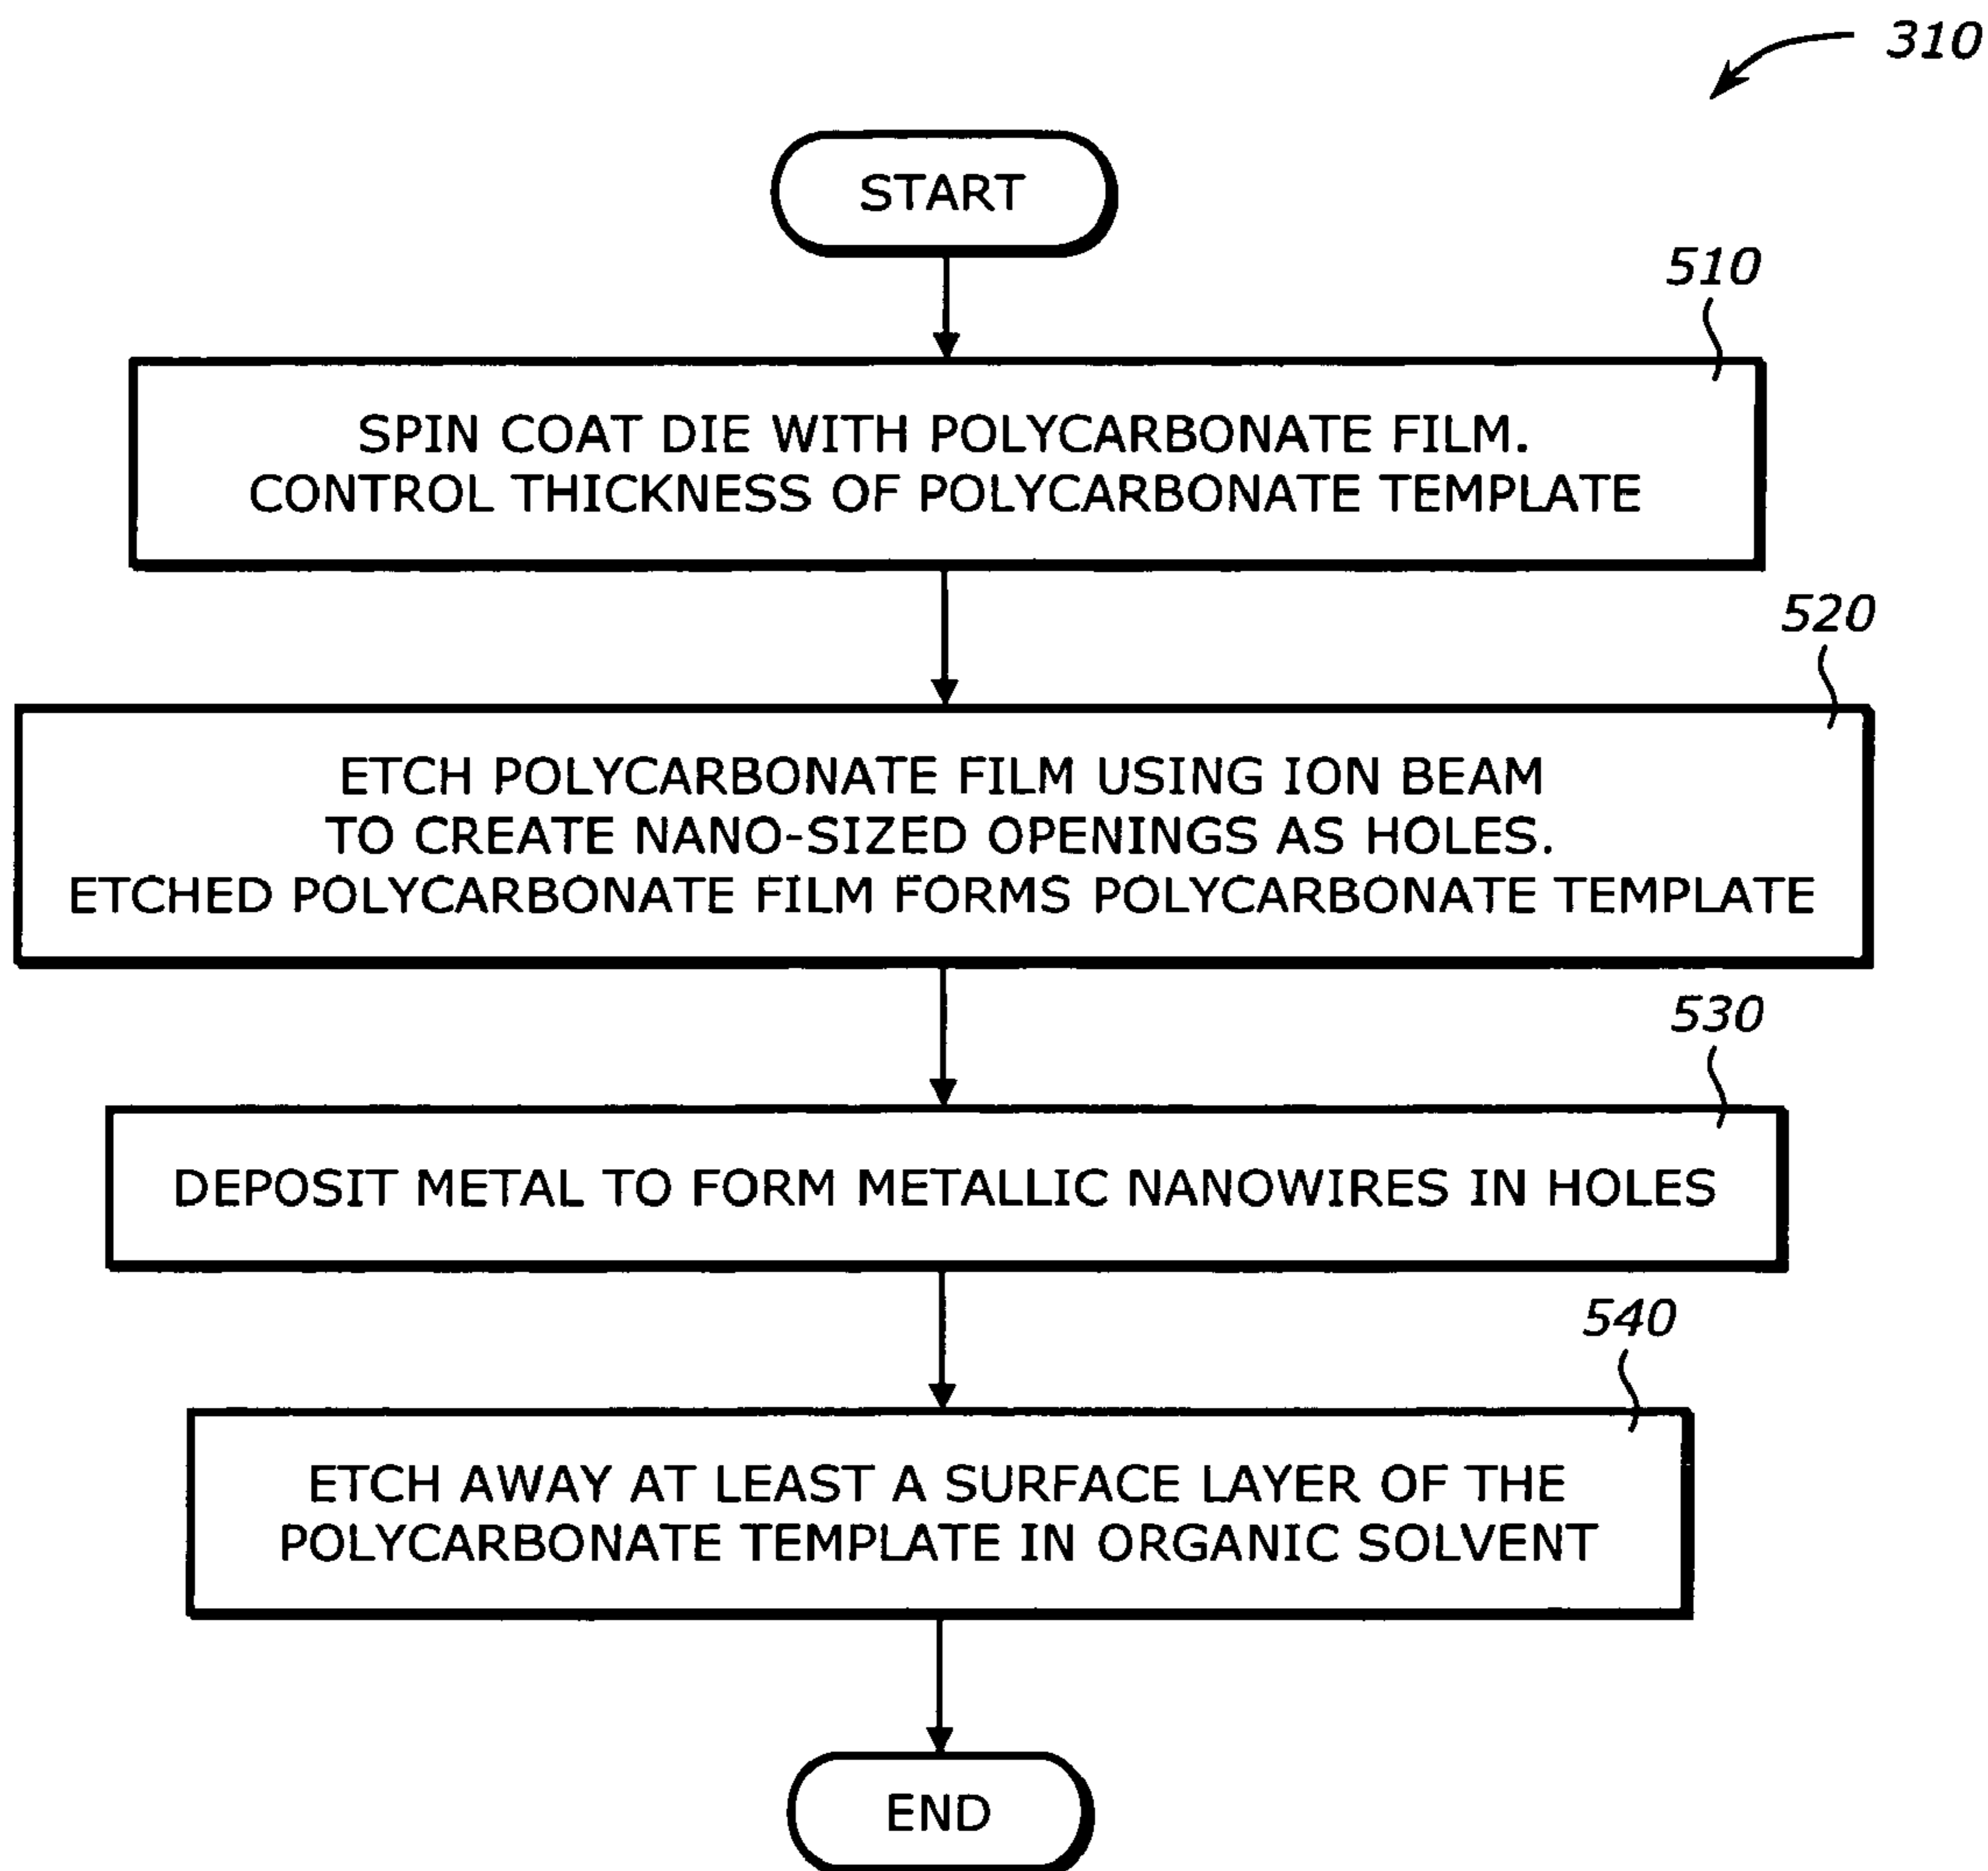 310
START
510
SPIN COAT DIE WITH POLYCARBONATE FILM.
CONTROL THICKNESS OF POLYCARBONATE TEMPLATE
520
ETCH POLYCARBONATE FILM USING ION BEAM
TO CREATE NANO-SIZED OPENINGS AS HOLES.
ETCHED POLYCARBONATE FILM FORMS POLYCARBONATE TEMPLATE
530
DEPOSIT METAL TO FORM METALLIC NANOWIRES IN HOLES
540
ETCH AWAY AT LEAST A SURFACE LAYER OF THE
POLYCARBONATE TEMPLATE IN ORGANIC SOLVENT
END